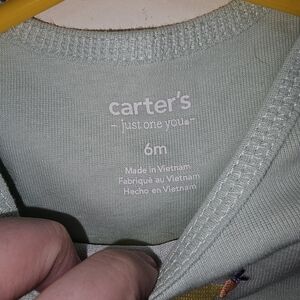 carter's
just one you®
6m
Made in Vietnam
Fabriqué au Vietnam
Hecho en Vietnam